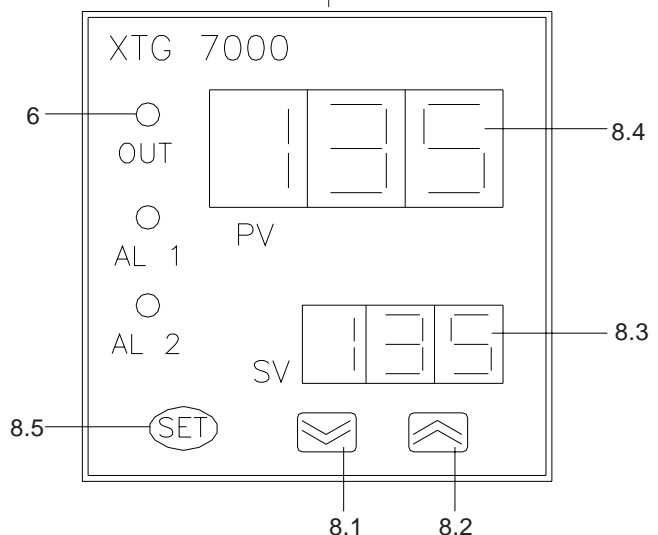 XTG 7000
6
OUT
135
8.4
PV
AL 1
AL 2
SV
135
8.3
8.5
SET
8.1
8.2